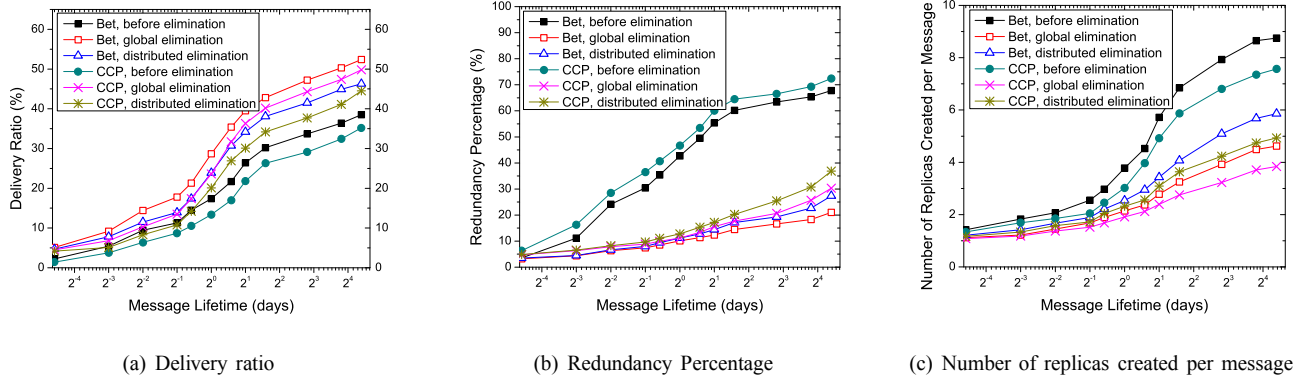 Bet, before elimination
Bet, global elimination
Bet, distributed elimination
CCP, before elimination
CCP, global elimination
CCP, distributed elimination
Delivery Ratio (%)
60
50
40
30
20
10
0
60
50
40
30
20
10
0
2^-4 2^-3 2^-2 2^-1 2^0 2^1 2^2 2^3 2^4
Message Lifetime (days)
(a) Delivery ratio
Bet, before elimination
Bet, global elimination
Bet, distributed elimination
CCP, before elimination
CCP, global elimination
CCP, distributed elimination
Redundancy Percentage (%)
100
90
80
70
60
50
40
30
20
10
0
2^-4 2^-3 2^-2 2^-1 2^0 2^1 2^2 2^3 2^4
Message Lifetime (days)
(b) Redundancy Percentage
Bet, before elimination
Bet, global elimination
Bet, distributed elimination
CCP, before elimination
CCP, global elimination
CCP, distributed elimination
Number of Replicas Created per Message
10
8
6
4
2
0
2^-4 2^-3 2^-2 2^-1 2^0 2^1 2^2 2^3 2^4
Message Lifetime (days)
(c) Number of replicas created per message